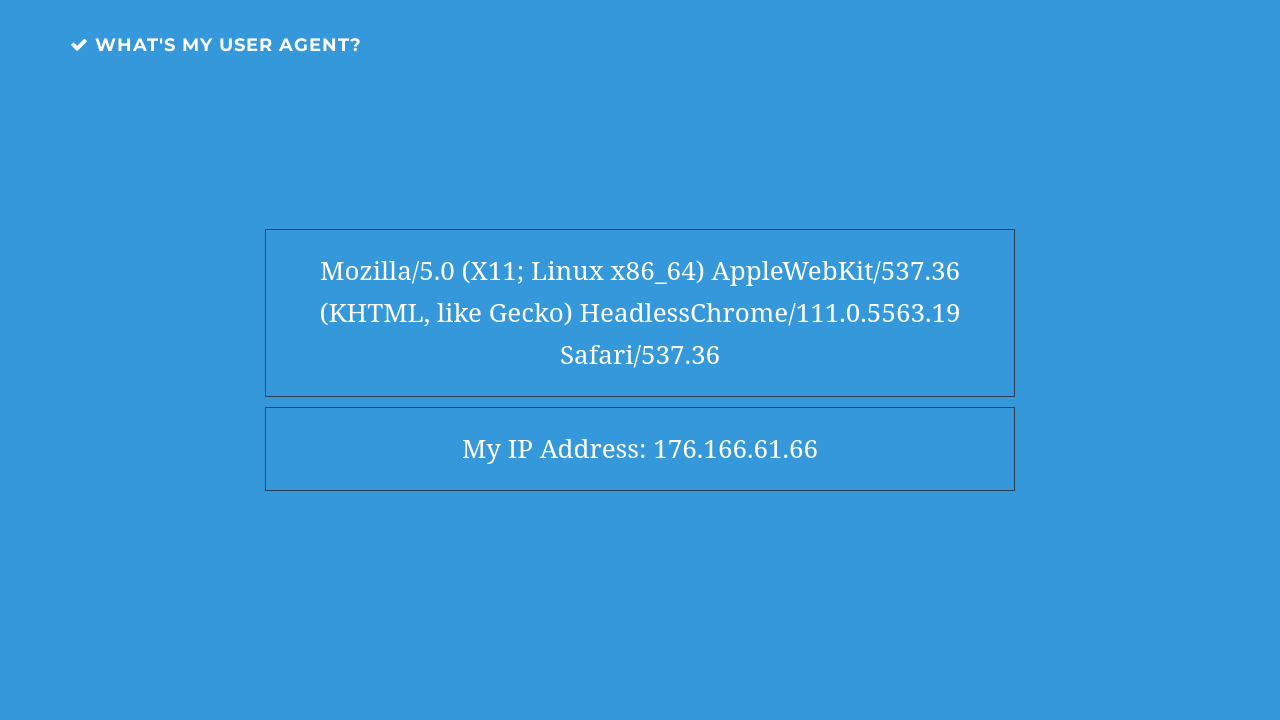 WHAT'S MY USER AGENT?
Mozilla/5.0 (X11; Linux x86_64) AppleWebKit/537.36
(KHTML, like Gecko) HeadlessChrome/111.0.5563.19
Safari/537.36
My IP Address: 176.166.61.66